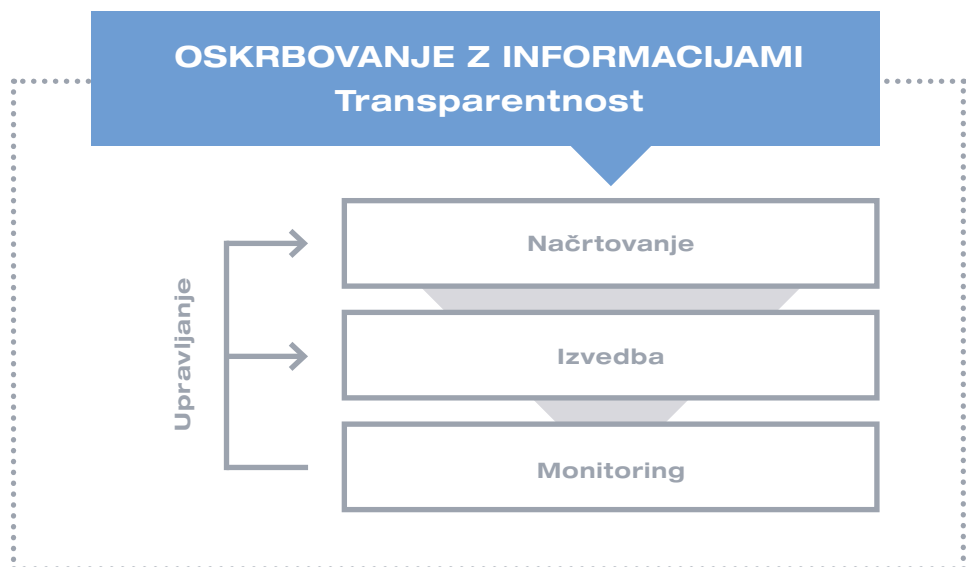 OSKRBOVANJE Z INFORMACIJAMI
Transparentnost
Načrtovanje
Upravljanje
Izvedba
Monitoring